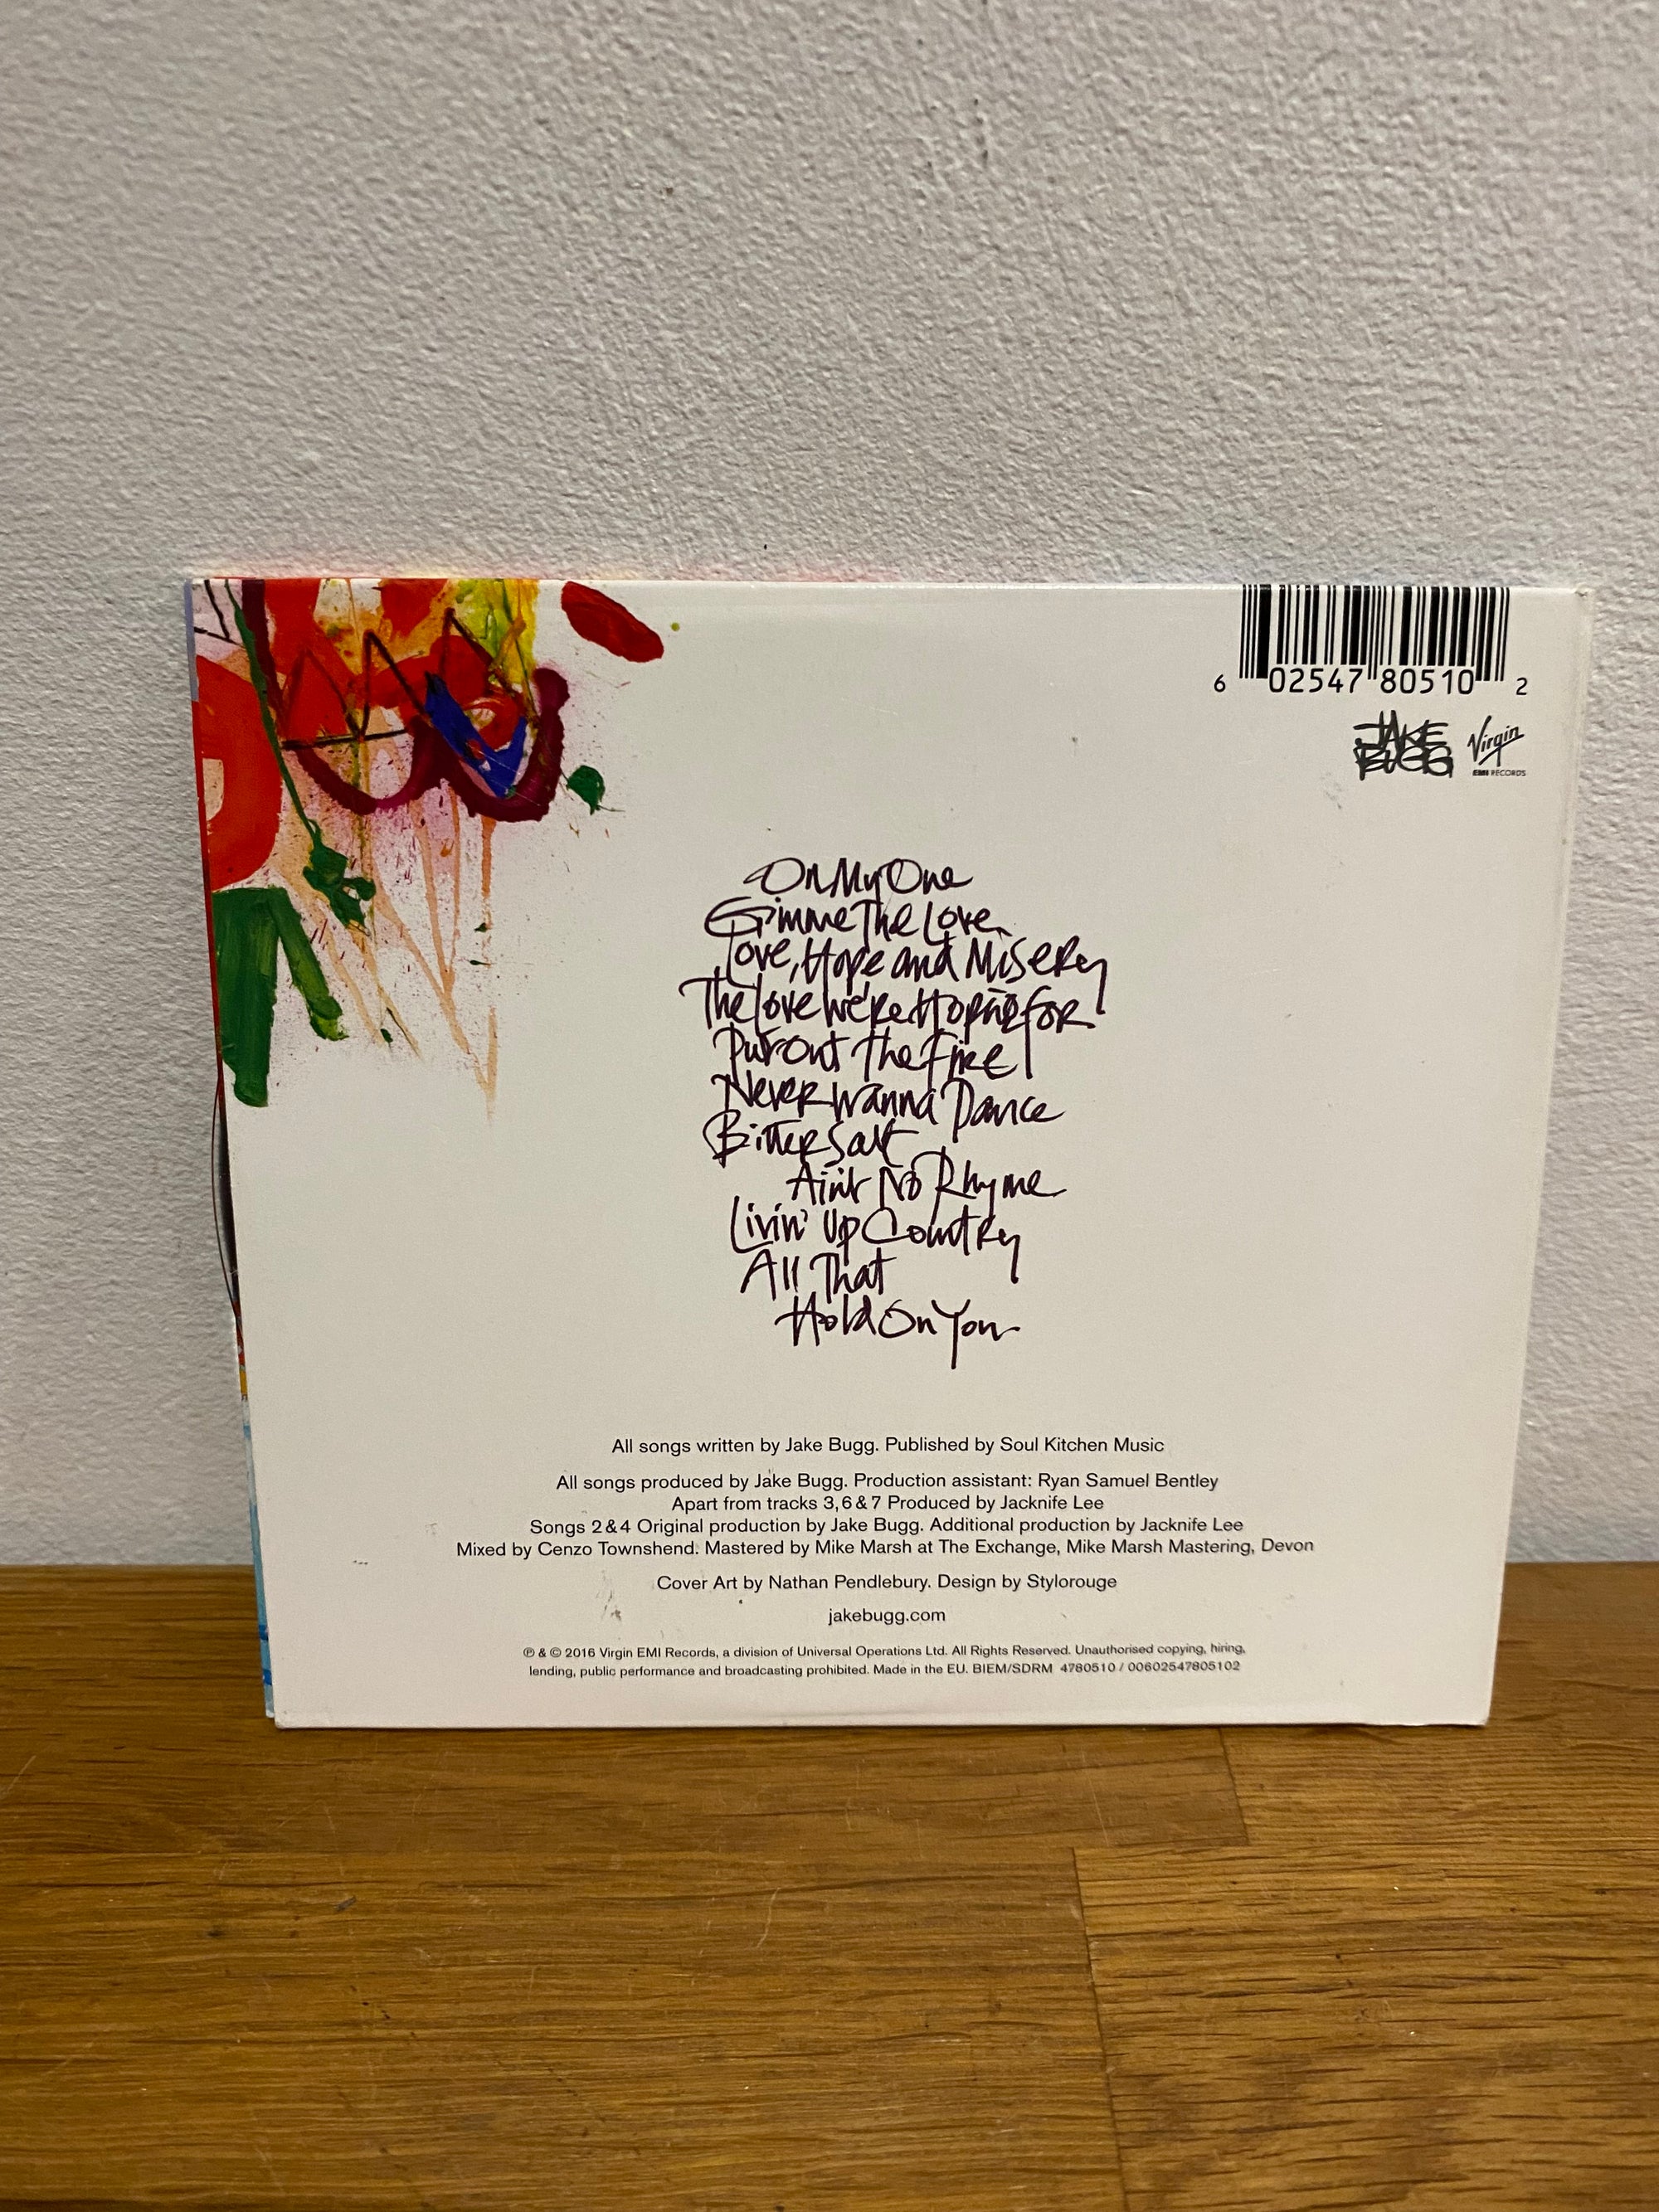 6 02547 80510 2
JAKE BUGG
Virgin
EMI RECORDS
On My One
Gimme The Love
Love, Hope and Misery
The Love We're Hoping for
Put Out The Fire
Never Wanna Dance
Bitter Salt
Ain't No Rhyme
Livin' Up Country
All That
Hold On You
All songs written by Jake Bugg. Published by Soul Kitchen Music
All songs produced by Jake Bugg. Production assistant: Ryan Samuel Bentley
Apart from tracks 3, 6 & 7 Produced by Jacknife Lee
Songs 2 & 4 Original production by Jake Bugg. Additional production by Jacknife Lee
Mixed by Cenzo Townshend. Mastered by Mike Marsh at The Exchange, Mike Marsh Mastering, Devon
Cover Art by Nathan Pendlebury. Design by Stylorouge
jakebugg.com
℗ & © 2016 Virgin EMI Records, a division of Universal Operations Ltd. All Rights Reserved. Unauthorised copying, hiring,
lending, public performance and broadcasting prohibited. Made in the EU. BIEM/SDRM 4780510 / 00602547805102